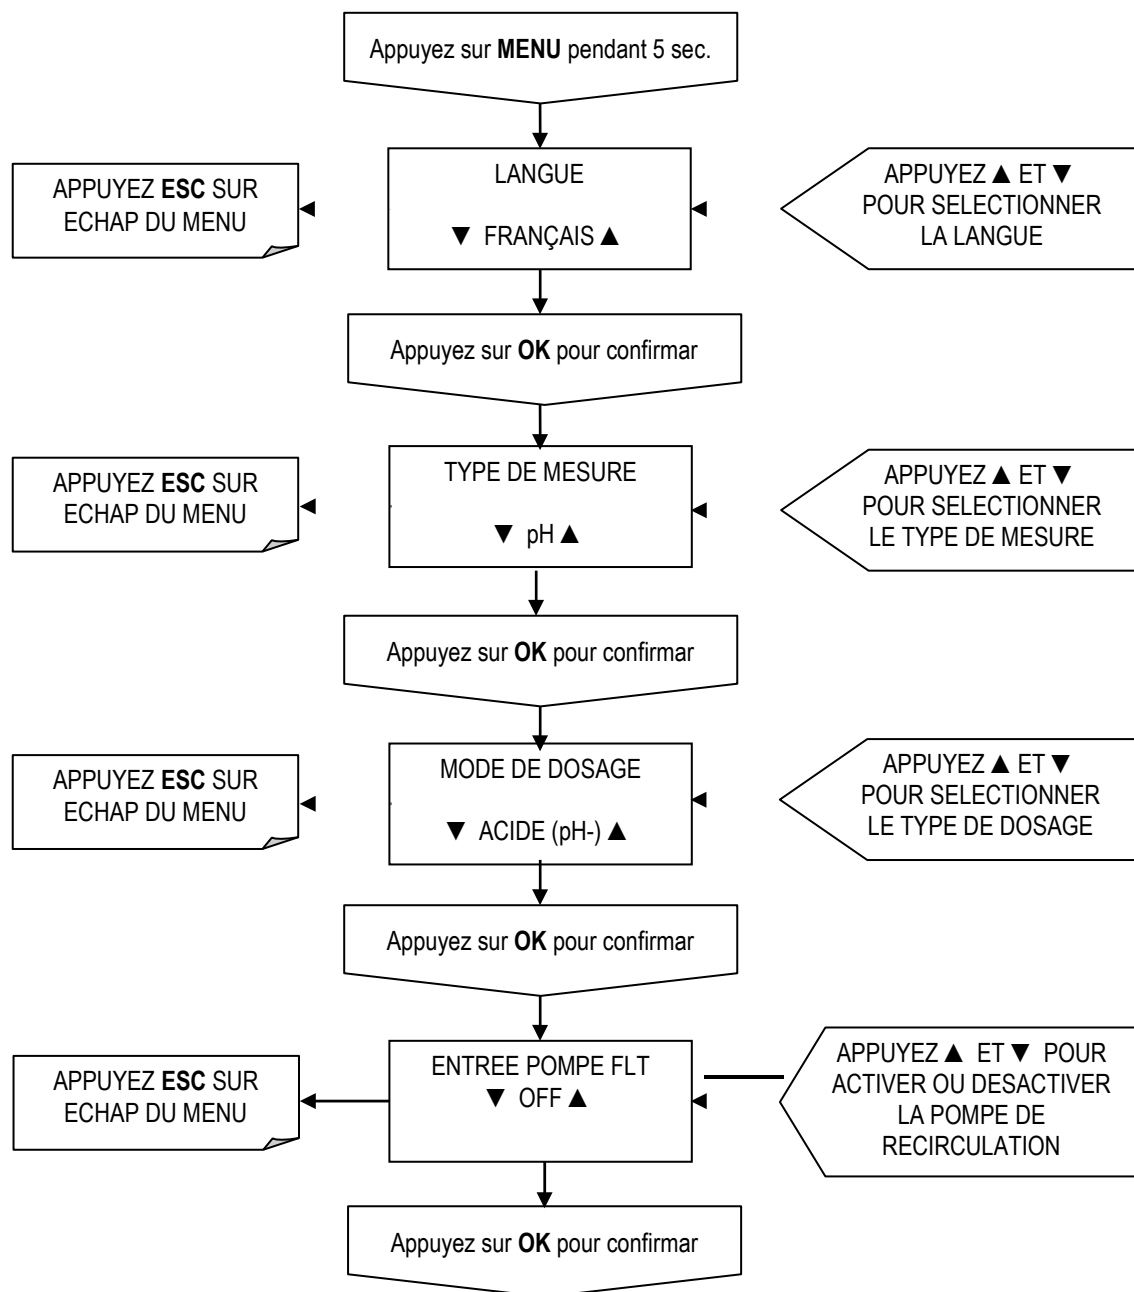 Appuyez sur MENU pendant 5 sec.
APPUYEZ ESC SUR
ECHAP DU MENU
LANGUE
▼ FRANÇAIS ▲
APPUYEZ ▲ ET ▼
POUR SELECTIONNER
LA LANGUE
Appuyez sur OK pour confirmar
APPUYEZ ESC SUR
ECHAP DU MENU
TYPE DE MESURE
▼ pH ▲
APPUYEZ ▲ ET ▼
POUR SELECTIONNER
LE TYPE DE MESURE
Appuyez sur OK pour confirmar
APPUYEZ ESC SUR
ECHAP DU MENU
MODE DE DOSAGE
▼ ACIDE (pH-) ▲
APPUYEZ ▲ ET ▼
POUR SELECTIONNER
LE TYPE DE DOSAGE
Appuyez sur OK pour confirmar
APPUYEZ ESC SUR
ECHAP DU MENU
ENTREE POMPE FLT
▼ OFF ▲
APPUYEZ ▲ ET ▼ POUR
ACTIVER OU DESACTIVER
LA POMPE DE
RECIRCULATION
Appuyez sur OK pour confirmar